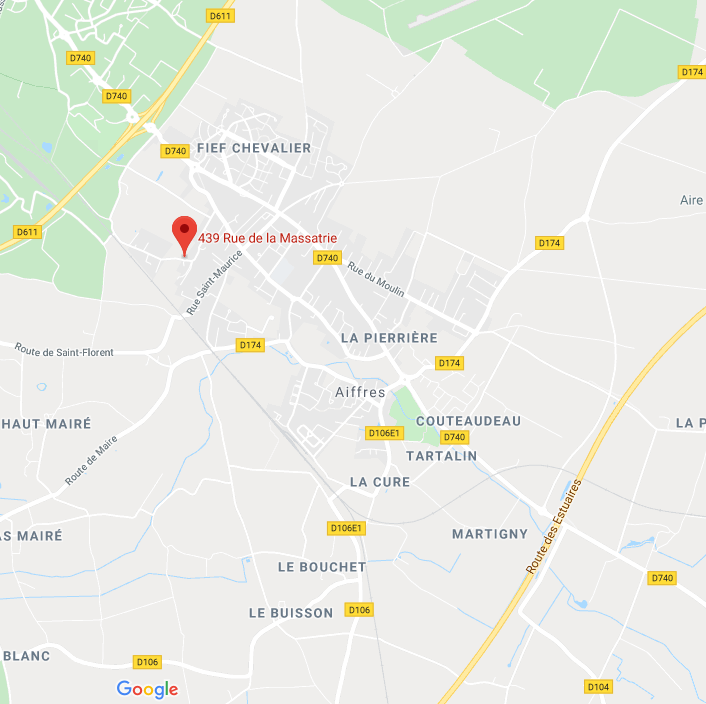 D611
D740
D174
D740
D740
FIEF CHEVALIER
Aire
D611
439 Rue de la Massatrie
D174
D740
Rue du Moulin
Rue Saint-Maurice
LA PIERRIÈRE
D174
Route de Saint-Florent
D174
Aiffres
HAUT MAIRÉ
COUTEAUDEAU
LA P
D106E1
D740
Route de Maire
TARTALIN
LA CURE
Route des Estuaires
D106E1
AS MAIRÉ
MARTIGNY
LE BOUCHET
D740
LE BUISSON
D106
BLANC
D106
Google
D104